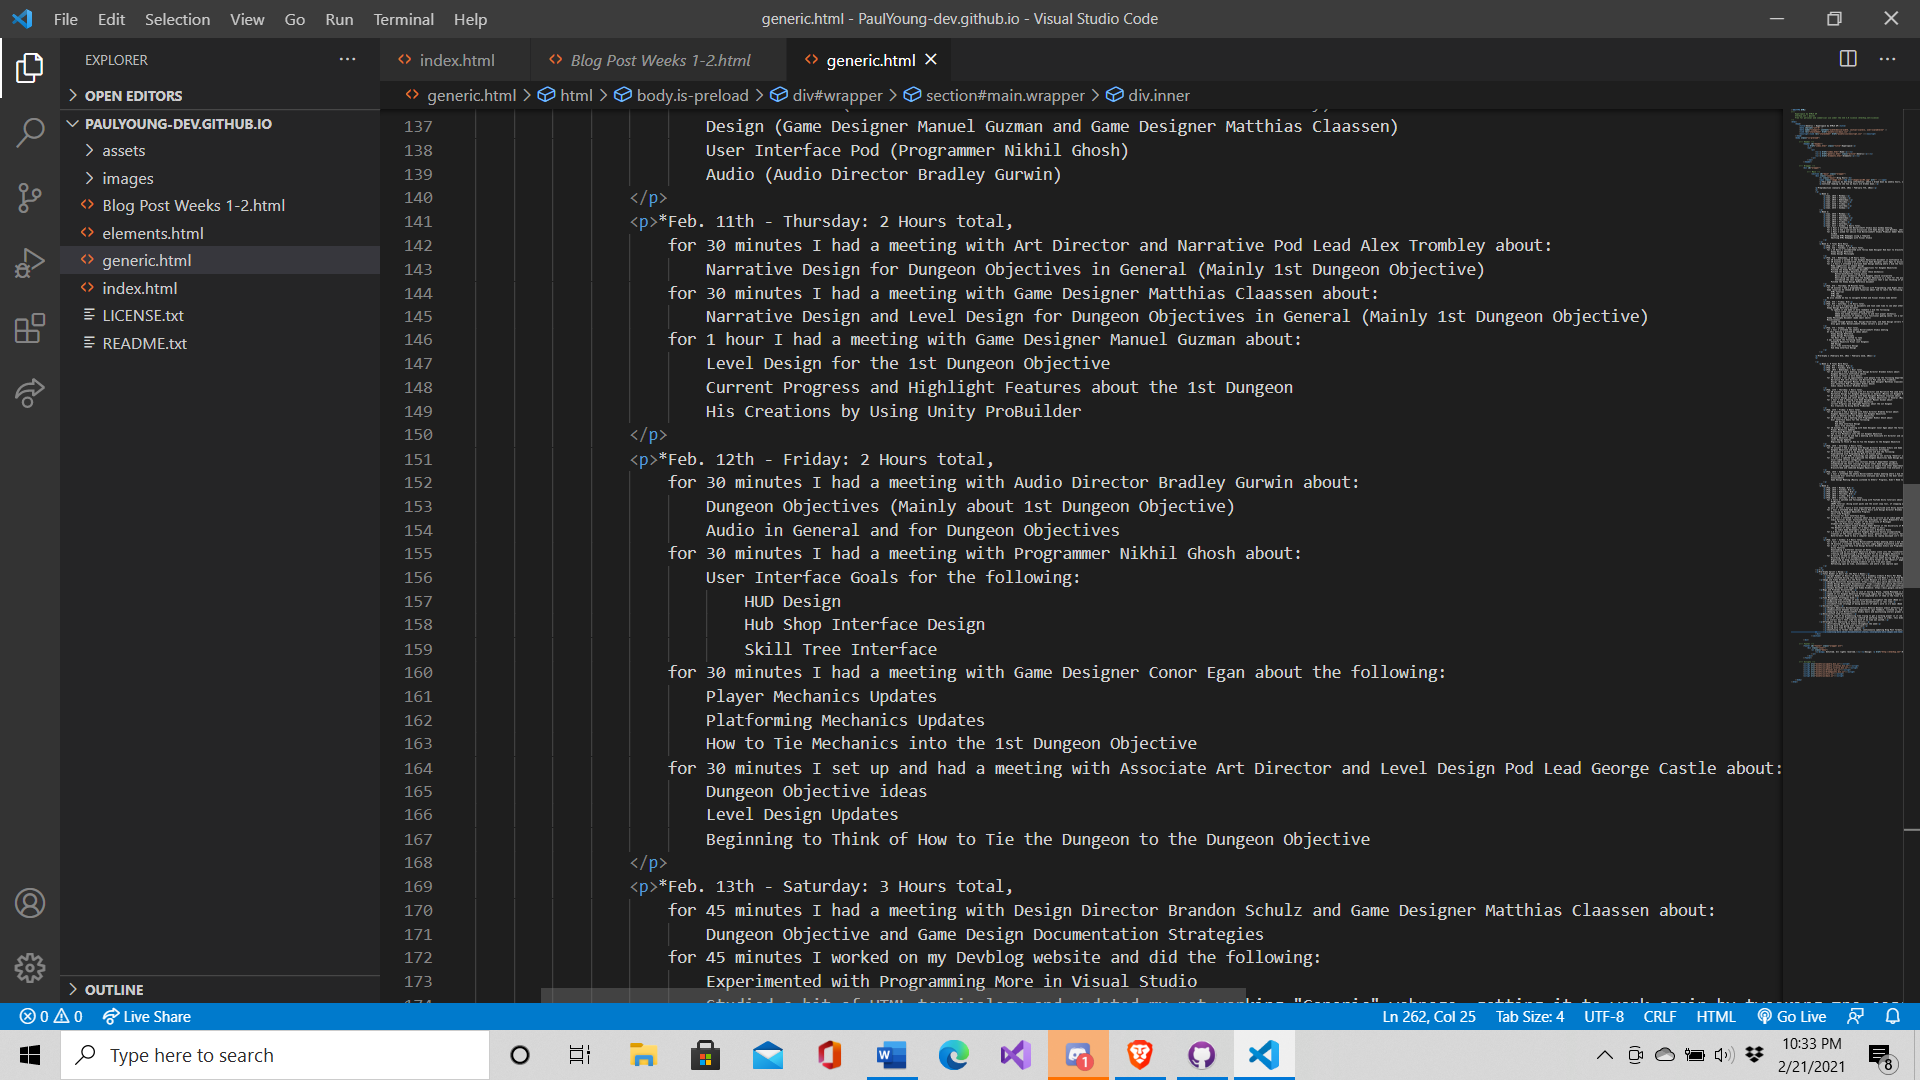 File Edit Selection View Go Run Terminal Help
generic.html - PaulYoung-dev.github.io - Visual Studio Code
EXPLORER
index.html
Blog Post Weeks 1-2.html
generic.html
OPEN EDITORS
generic.html > html > body.is-preload > div#wrapper > section#main.wrapper > div.inner
PAULYOUNG-DEV.GITHUB.IO
assets
images
Blog Post Weeks 1-2.html
elements.html
generic.html
index.html
LICENSE.txt
README.txt
OUTLINE
137 Design (Game Designer Manuel Guzman and Game Designer Matthias Claassen)
138 User Interface Pod (Programmer Nikhil Ghosh)
139 Audio (Audio Director Bradley Gurwin)
140 </p>
141 <p>*Feb. 11th - Thursday: 2 Hours total,
142 for 30 minutes I had a meeting with Art Director and Narrative Pod Lead Alex Trombley about:
143 Narrative Design for Dungeon Objectives in General (Mainly 1st Dungeon Objective)
144 for 30 minutes I had a meeting with Game Designer Matthias Claassen about:
145 Narrative Design and Level Design for Dungeon Objectives in General (Mainly 1st Dungeon Objective)
146 for 1 hour I had a meeting with Game Designer Manuel Guzman about:
147 Level Design for the 1st Dungeon Objective
148 Current Progress and Highlight Features about the 1st Dungeon
149 His Creations by Using Unity ProBuilder
150 </p>
151 <p>*Feb. 12th - Friday: 2 Hours total,
152 for 30 minutes I had a meeting with Audio Director Bradley Gurwin about:
153 Dungeon Objectives (Mainly about 1st Dungeon Objective)
154 Audio in General and for Dungeon Objectives
155 for 30 minutes I had a meeting with Programmer Nikhil Ghosh about:
156 User Interface Goals for the following:
157 HUD Design
158 Hub Shop Interface Design
159 Skill Tree Interface
160 for 30 minutes I had a meeting with Game Designer Conor Egan about the following:
161 Player Mechanics Updates
162 Platforming Mechanics Updates
163 How to Tie Mechanics into the 1st Dungeon Objective
164 for 30 minutes I set up and had a meeting with Associate Art Director and Level Design Pod Lead George Castle about:
165 Dungeon Objective ideas
166 Level Design Updates
167 Beginning to Think of How to Tie the Dungeon to the Dungeon Objective
168 </p>
169 <p>*Feb. 13th - Saturday: 3 Hours total,
170 for 45 minutes I had a meeting with Design Director Brandon Schulz and Game Designer Matthias Claassen about:
171 Dungeon Objective and Game Design Documentation Strategies
172 for 45 minutes I worked on my Devblog website and did the following:
173 Experimented with Programming More in Visual Studio
0 0 Live Share
Ln 262, Col 25 Tab Size: 4 UTF-8 CRLF HTML Go Live
Type here to search
1
10:33 PM
2/21/2021
8